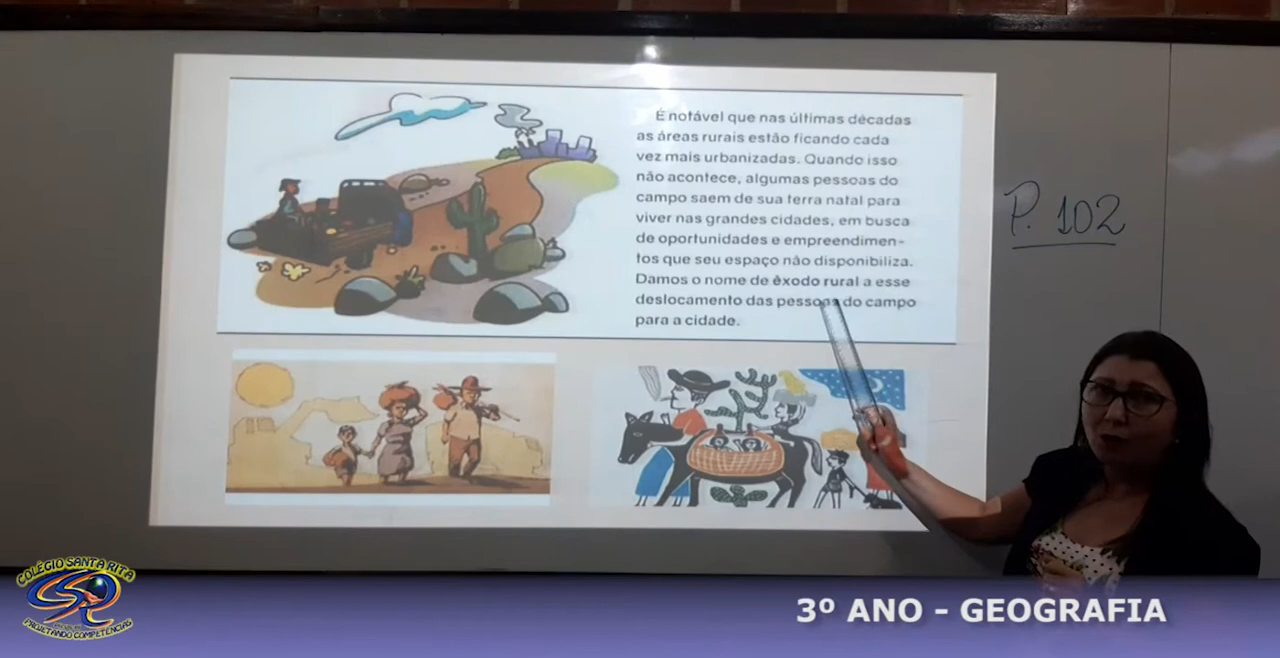 É notável que nas últimas décadas
as áreas rurais estão ficando cada
vez mais urbanizadas. Quando isso
não acontece, algumas pessoas do
campo saem de sua terra natal para
viver nas grandes cidades, em busca
de oportunidades e empreendimen-
tos que seu espaço não disponibiliza.
Damos o nome de êxodo rural a esse
deslocamento das pessoas do campo
para a cidade.
P. 102
COLÉGIO SANTA RITA
PROJETANDO COMPETÊNCIAS
3º ANO - GEOGRAFIA